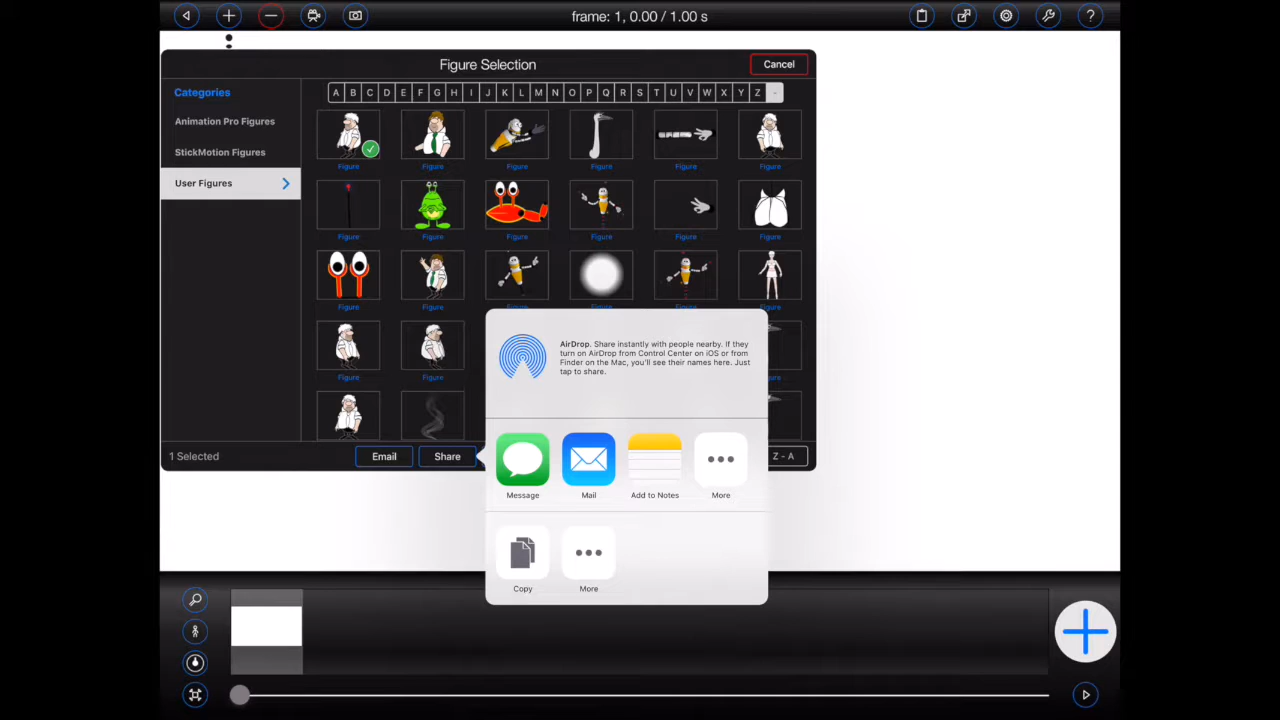 frame: 1, 0.00 / 1.00 s
?
Figure Selection
Cancel
Categories
A B C D E F G H I J K L M N O P Q R S T U V W X Y Z -
Animation Pro Figures
StickMotion Figures
User Figures
Figure Figure Figure Figure Figure Figure
Figure Figure Figure Figure Figure Figure
Figure Figure Figure Figure Figure Figure
Figure Figure
AirDrop. Share instantly with people nearby. If they
turn on AirDrop from Control Center on iOS or from
Finder on the Mac, you'll see their names here. Just
tap to share.
1 Selected
Email
Share
Z - A
Message
Mail
Add to Notes
More
Copy
More